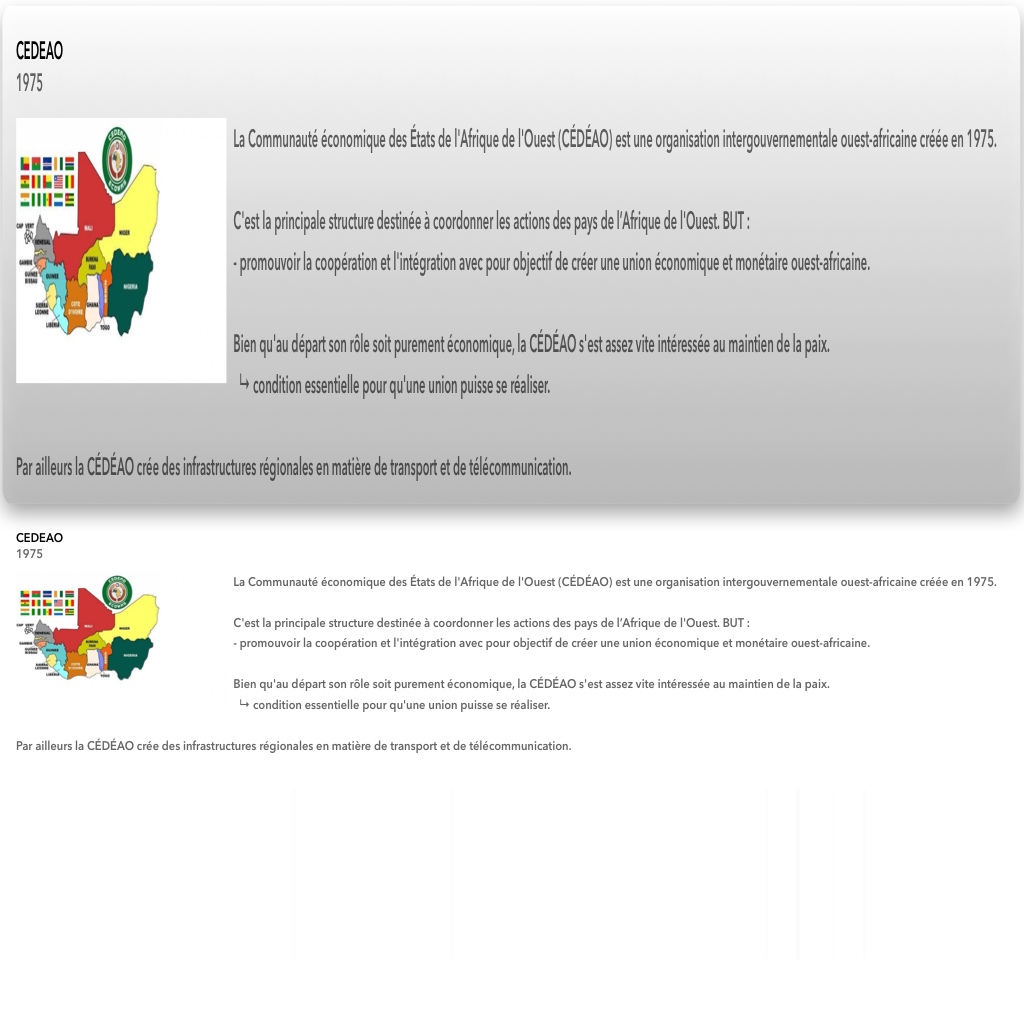 CEDEAO
1975
CEDEAO
ECOWAS
CAP VERT
MALI
NIGER
SENEGAL
GAMBIE
GUINEE BISSAU
GUINEE
BURKINA FASO
NIGERIA
SIERRA LEONNE
COTE D'IVOIRE
GHANA
LIBERIA
TOGO
La Communauté économique des États de l'Afrique de l'Ouest (CÉDÉAO) est une organisation intergouvernementale ouest-africaine créée en 1975.
C'est la principale structure destinée à coordonner les actions des pays de l’Afrique de l'Ouest. BUT :
- promouvoir la coopération et l'intégration avec pour objectif de créer une union économique et monétaire ouest-africaine.
Bien qu'au départ son rôle soit purement économique, la CÉDÉAO s'est assez vite intéressée au maintien de la paix.
↳ condition essentielle pour qu'une union puisse se réaliser.
Par ailleurs la CÉDÉAO crée des infrastructures régionales en matière de transport et de télécommunication.
CEDEAO
1975
La Communauté économique des États de l'Afrique de l'Ouest (CÉDÉAO) est une organisation intergouvernementale ouest-africaine créée en 1975.
C'est la principale structure destinée à coordonner les actions des pays de l’Afrique de l'Ouest. BUT :
- promouvoir la coopération et l'intégration avec pour objectif de créer une union économique et monétaire ouest-africaine.
Bien qu'au départ son rôle soit purement économique, la CÉDÉAO s'est assez vite intéressée au maintien de la paix.
↳ condition essentielle pour qu'une union puisse se réaliser.
Par ailleurs la CÉDÉAO crée des infrastructures régionales en matière de transport et de télécommunication.